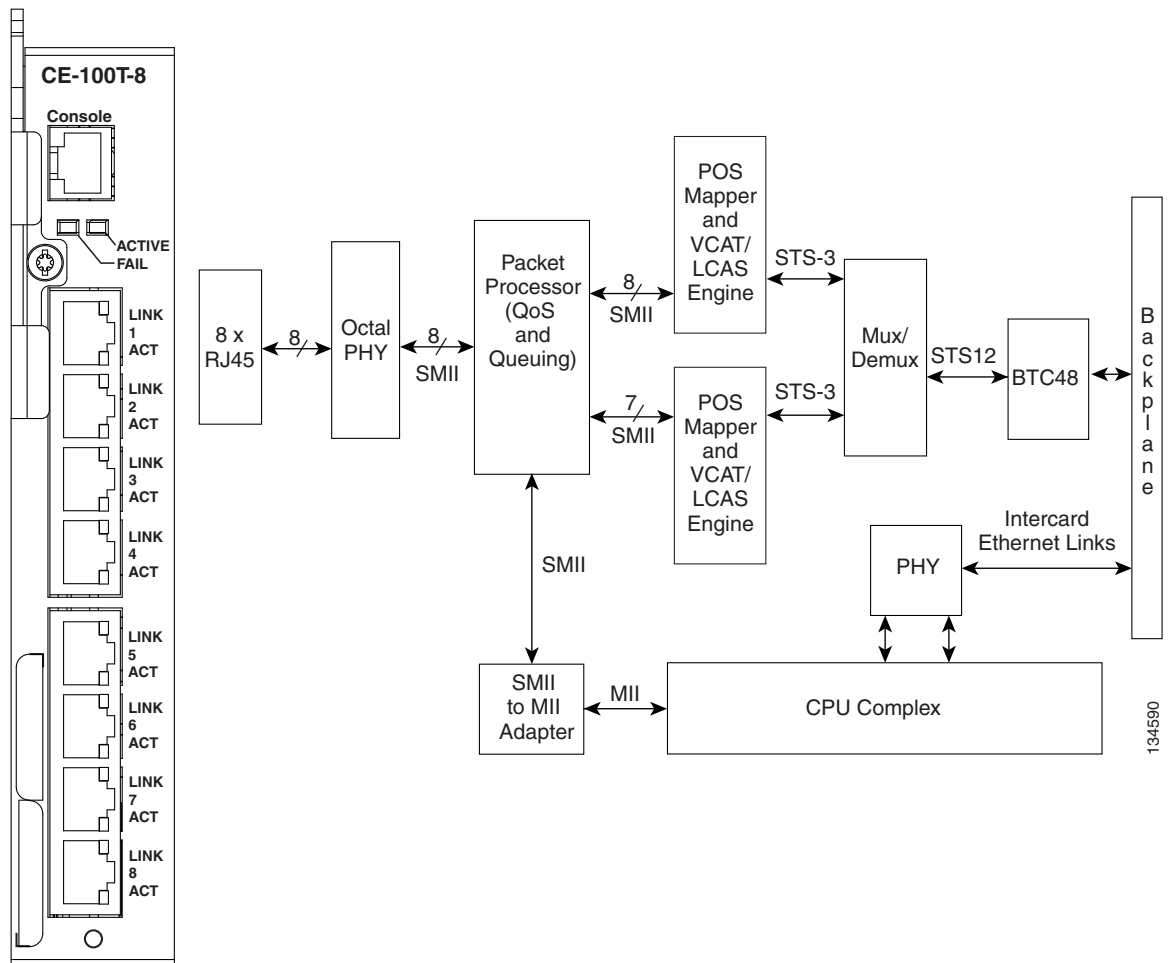 CE-100T-8
Console
ACTIVE
FAIL
LINK
1
ACT
LINK
2
ACT
LINK
3
ACT
LINK
4
ACT
LINK
5
ACT
LINK
6
ACT
LINK
7
ACT
LINK
8
ACT
8 x
RJ45
8
Octal
PHY
8
SMII
Packet
Processor
(QoS
and
Queuing)
8
SMII
7
SMII
POS
Mapper
and
VCAT/
LCAS
Engine
POS
Mapper
and
VCAT/
LCAS
Engine
STS-3
STS-3
Mux/
Demux
STS12
BTC48
Backplane
Intercard
Ethernet Links
PHY
SMII
SMII
to MII
Adapter
MII
CPU Complex
134590